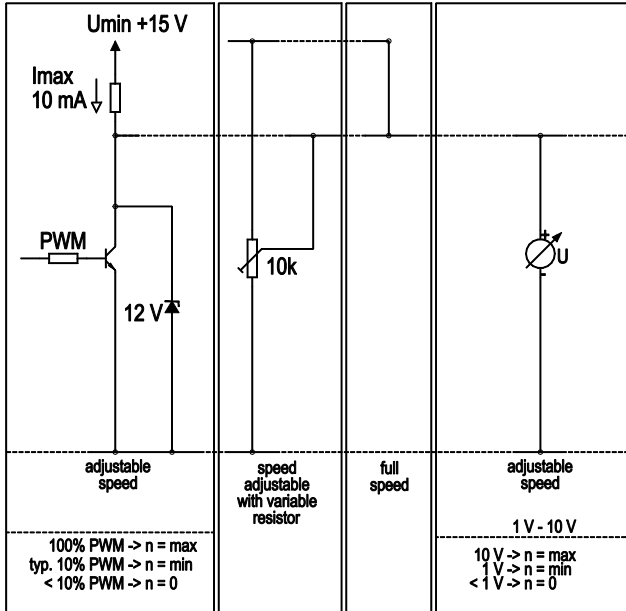 Umin +15 V
Imax
10 mA
PWM
12 V
adjustable
speed
100% PWM -> n = max
typ. 10% PWM -> n = min
< 10% PWM -> n = 0
10k
speed
adjustable
with variable
resistor
full
speed
+
U
-
adjustable
speed
1 V - 10 V
10 V -> n = max
1 V -> n = min
< 1 V -> n = 0